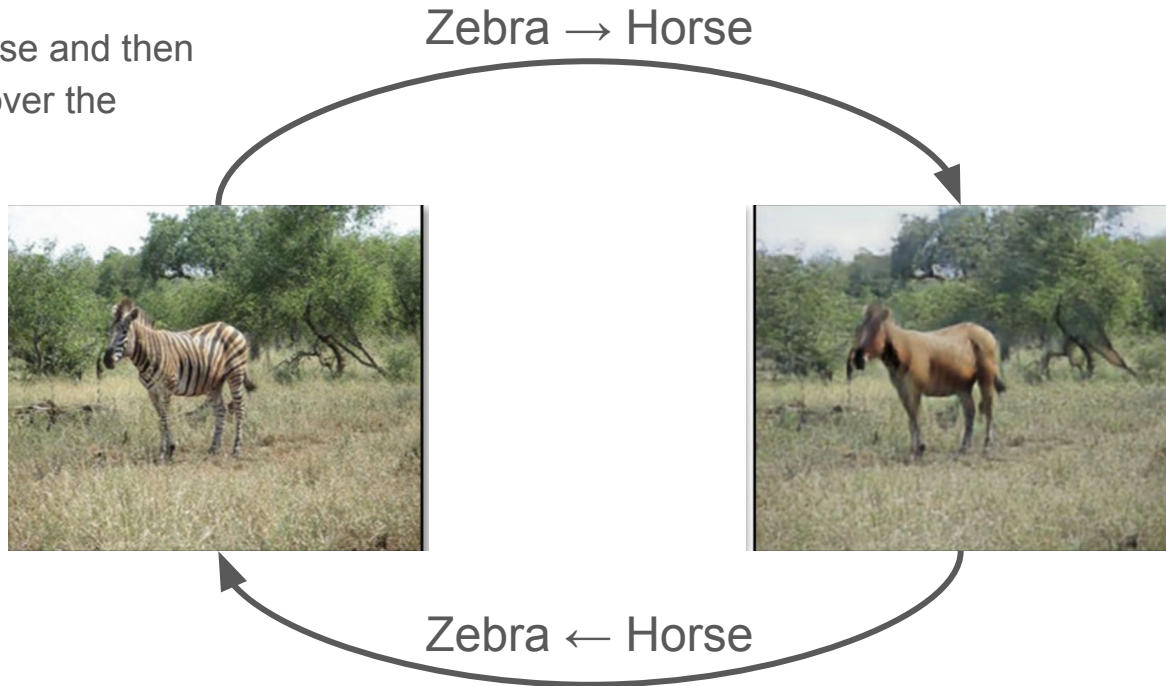 Zebra → Horse
se and then
over the
Zebra ← Horse